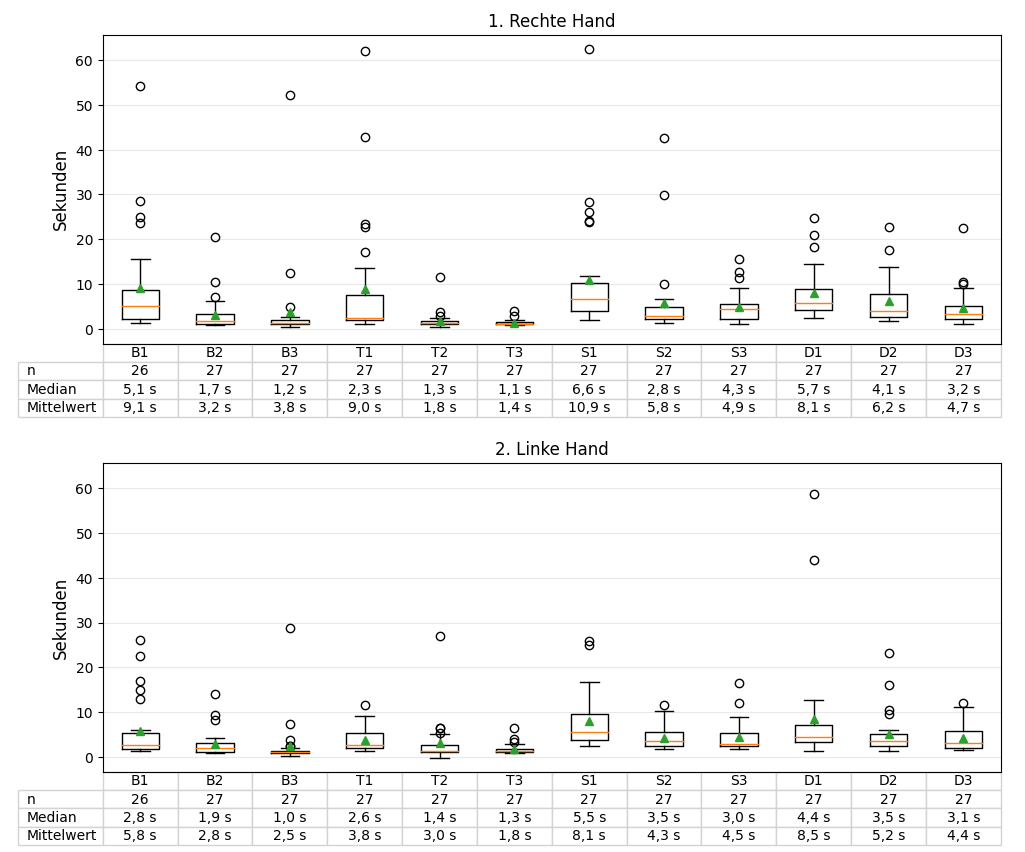 1. Rechte Hand
60
50
40
30
20
10
0
Sekunden
B1 B2 B3 T1 T2 T3 S1 S2 S3 D1 D2 D3
n 26 27 27 27 27 27 27 27 27 27 27 27
Median 5,1 s 1,7 s 1,2 s 2,3 s 1,3 s 1,1 s 6,6 s 2,8 s 4,3 s 5,7 s 4,1 s 3,2 s
Mittelwert 9,1 s 3,2 s 3,8 s 9,0 s 1,8 s 1,4 s 10,9 s 5,8 s 4,9 s 8,1 s 6,2 s 4,7 s
2. Linke Hand
60
50
40
30
20
10
0
Sekunden
B1 B2 B3 T1 T2 T3 S1 S2 S3 D1 D2 D3
n 26 27 27 27 27 27 27 27 27 27 27 27
Median 2,8 s 1,9 s 1,0 s 2,6 s 1,4 s 1,3 s 5,5 s 3,5 s 3,0 s 4,4 s 3,5 s 3,1 s
Mittelwert 5,8 s 2,8 s 2,5 s 3,8 s 3,0 s 1,8 s 8,1 s 4,3 s 4,5 s 8,5 s 5,2 s 4,4 s